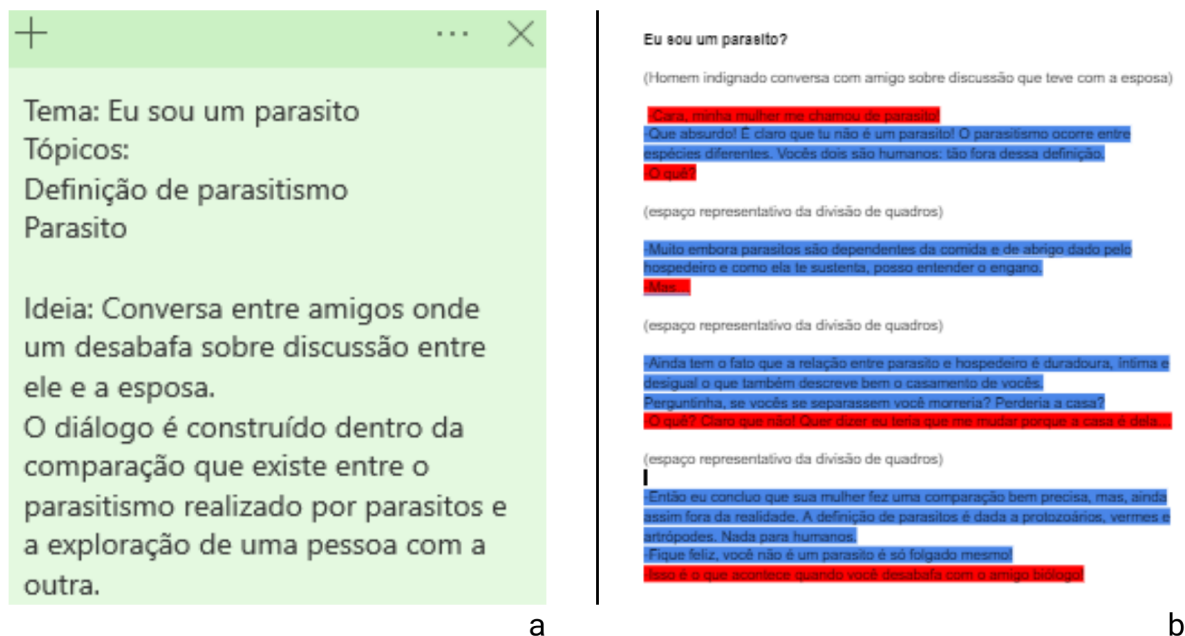 Tema: Eu sou um parasito
Tópicos:
Definição de parasitismo
Parasito
Ideia: Conversa entre amigos onde
um desabafa sobre discussão entre
ele e a esposa.
O diálogo é construído dentro da
comparação que existe entre o
parasitismo realizado por parasitos e
a exploração de uma pessoa com a
outra.
a
Eu sou um parasito?
(Homem indignado conversa com amigo sobre discussão que teve com a esposa)
-Cara, minha mulher me chamou de parasito!
-Que absurdo! É claro que tu não é um parasito! O parasitismo ocorre entre
espécies diferentes. Vocês dois são humanos: tão fora dessa definição.
-O quê?
(espaço representativo da divisão de quadros)
-Muito embora parasitos são dependentes da comida e de abrigo dado pelo
hospedeiro e como ela te sustenta, posso entender o engano.
-Mas...
(espaço representativo da divisão de quadros)
-Ainda tem o fato que a relação entre parasito e hospedeiro é duradoura, íntima e
desigual o que também descreve bem o casamento de vocês.
Perguntinha, se vocês se separassem você morreria? Perderia a casa?
-O quê? Claro que não! Quer dizer eu teria que me mudar porque a casa é dela...
(espaço representativo da divisão de quadros)
-Então eu concluo que sua mulher fez uma comparação bem precisa, mas, ainda
assim fora da realidade. A definição de parasitos é dada a protozoários, vermes e
artrópodes. Nada para humanos.
-Fique feliz, você não é um parasito é só folgado mesmo!
-Isso é o que acontece quando você desabafa com o amigo biólogo!
b